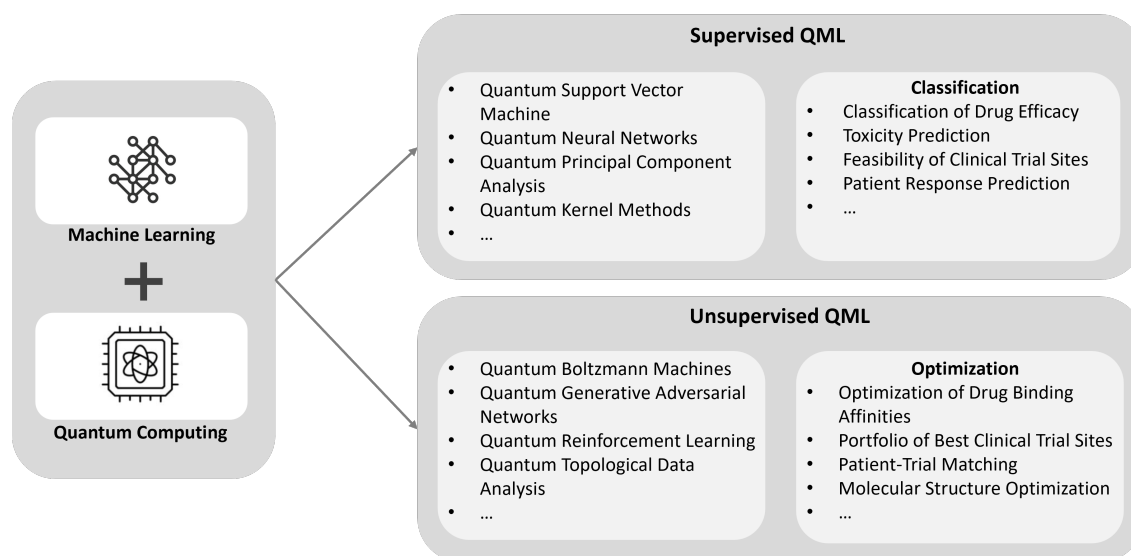 Machine Learning
Quantum Computing
Supervised QML
• Quantum Support Vector
Machine
• Quantum Neural Networks
• Quantum Principal Component
Analysis
• Quantum Kernel Methods
• ...
Classification
• Classification of Drug Efficacy
• Toxicity Prediction
• Feasibility of Clinical Trial Sites
• Patient Response Prediction
• ...
Unsupervised QML
• Quantum Boltzmann Machines
• Quantum Generative Adversarial
Networks
• Quantum Reinforcement Learning
• Quantum Topological Data
Analysis
• ...
Optimization
• Optimization of Drug Binding
Affinities
• Portfolio of Best Clinical Trial Sites
• Patient-Trial Matching
• Molecular Structure Optimization
• ...